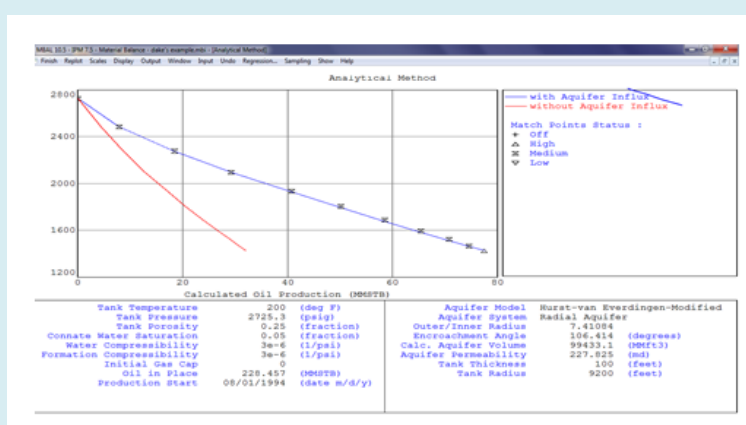 MBAL 10.5 - IPM 7.5 - Material Balance - dake's example.mbi - [Analytical Method]
Finish Replot Scales Display Output Window Input Undo Regression... Sampling Show Help
Analytical Method
2800
2400
2000
1600
1200
0 20 40 60 80
Calculated Oil Production (MMSTB)
with Aquifer Influx
without Aquifer Influx
Match Points Status :
Off
High
Medium
Low
Tank Temperature 200 (deg F)
Tank Pressure 2725.3 (psig)
Tank Porosity 0.25 (fraction)
Connate Water Saturation 0.05 (fraction)
Water Compressibility 3e-6 (1/psi)
Formation Compressibility 3e-6 (1/psi)
Initial Gas Cap 0
Oil in Place 228.457 (MMSTB)
Production Start 08/01/1994 (date m/d/y)
Aquifer Model Hurst-van Everdingen-Modified
Aquifer System Radial Aquifer
Outer/Inner Radius 7.41084
Encroachment Angle 106.414 (degrees)
Calc. Aquifer Volume 99433.1 (MMft3)
Aquifer Permeability 227.825 (md)
Tank Thickness 100 (feet)
Tank Radius 9200 (feet)